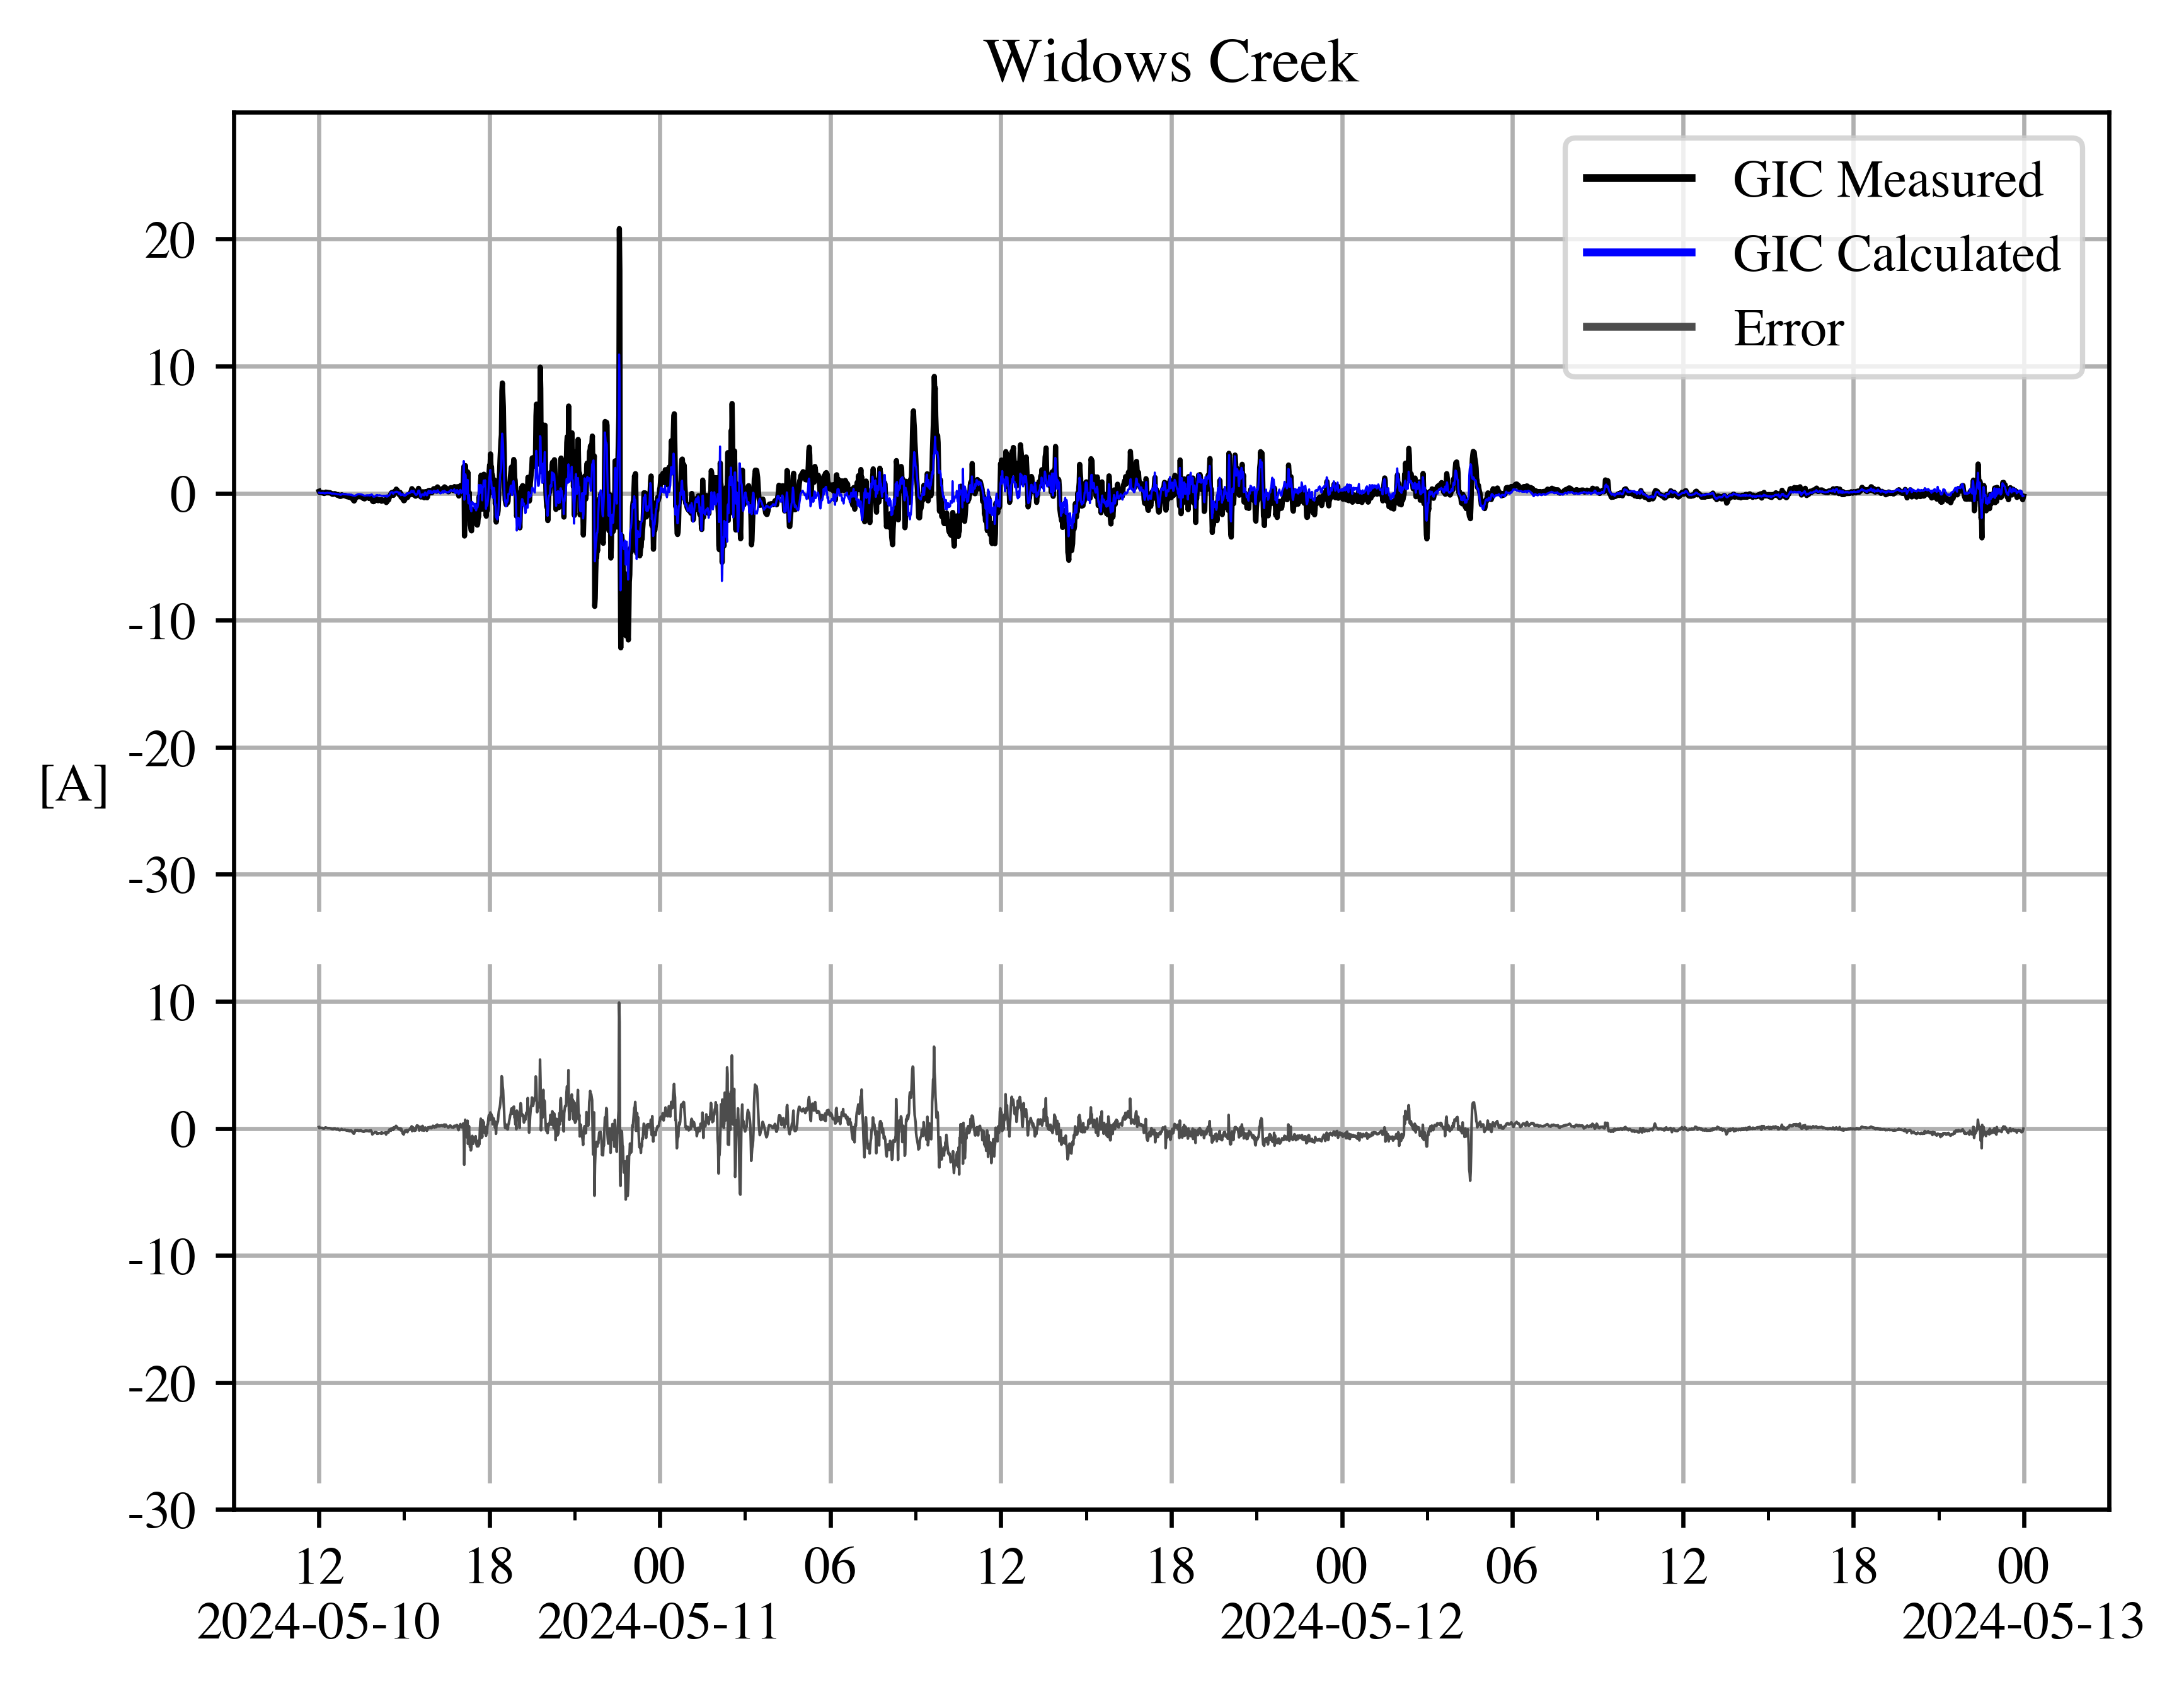 Widows Creek
GIC Measured
GIC Calculated
Error
20
10
0
-10
-20
[A]
-30
10
0
-10
-20
-30
12 18 00 06 12 18 00 06 12 18 00
2024-05-10 2024-05-11 2024-05-12 2024-05-13